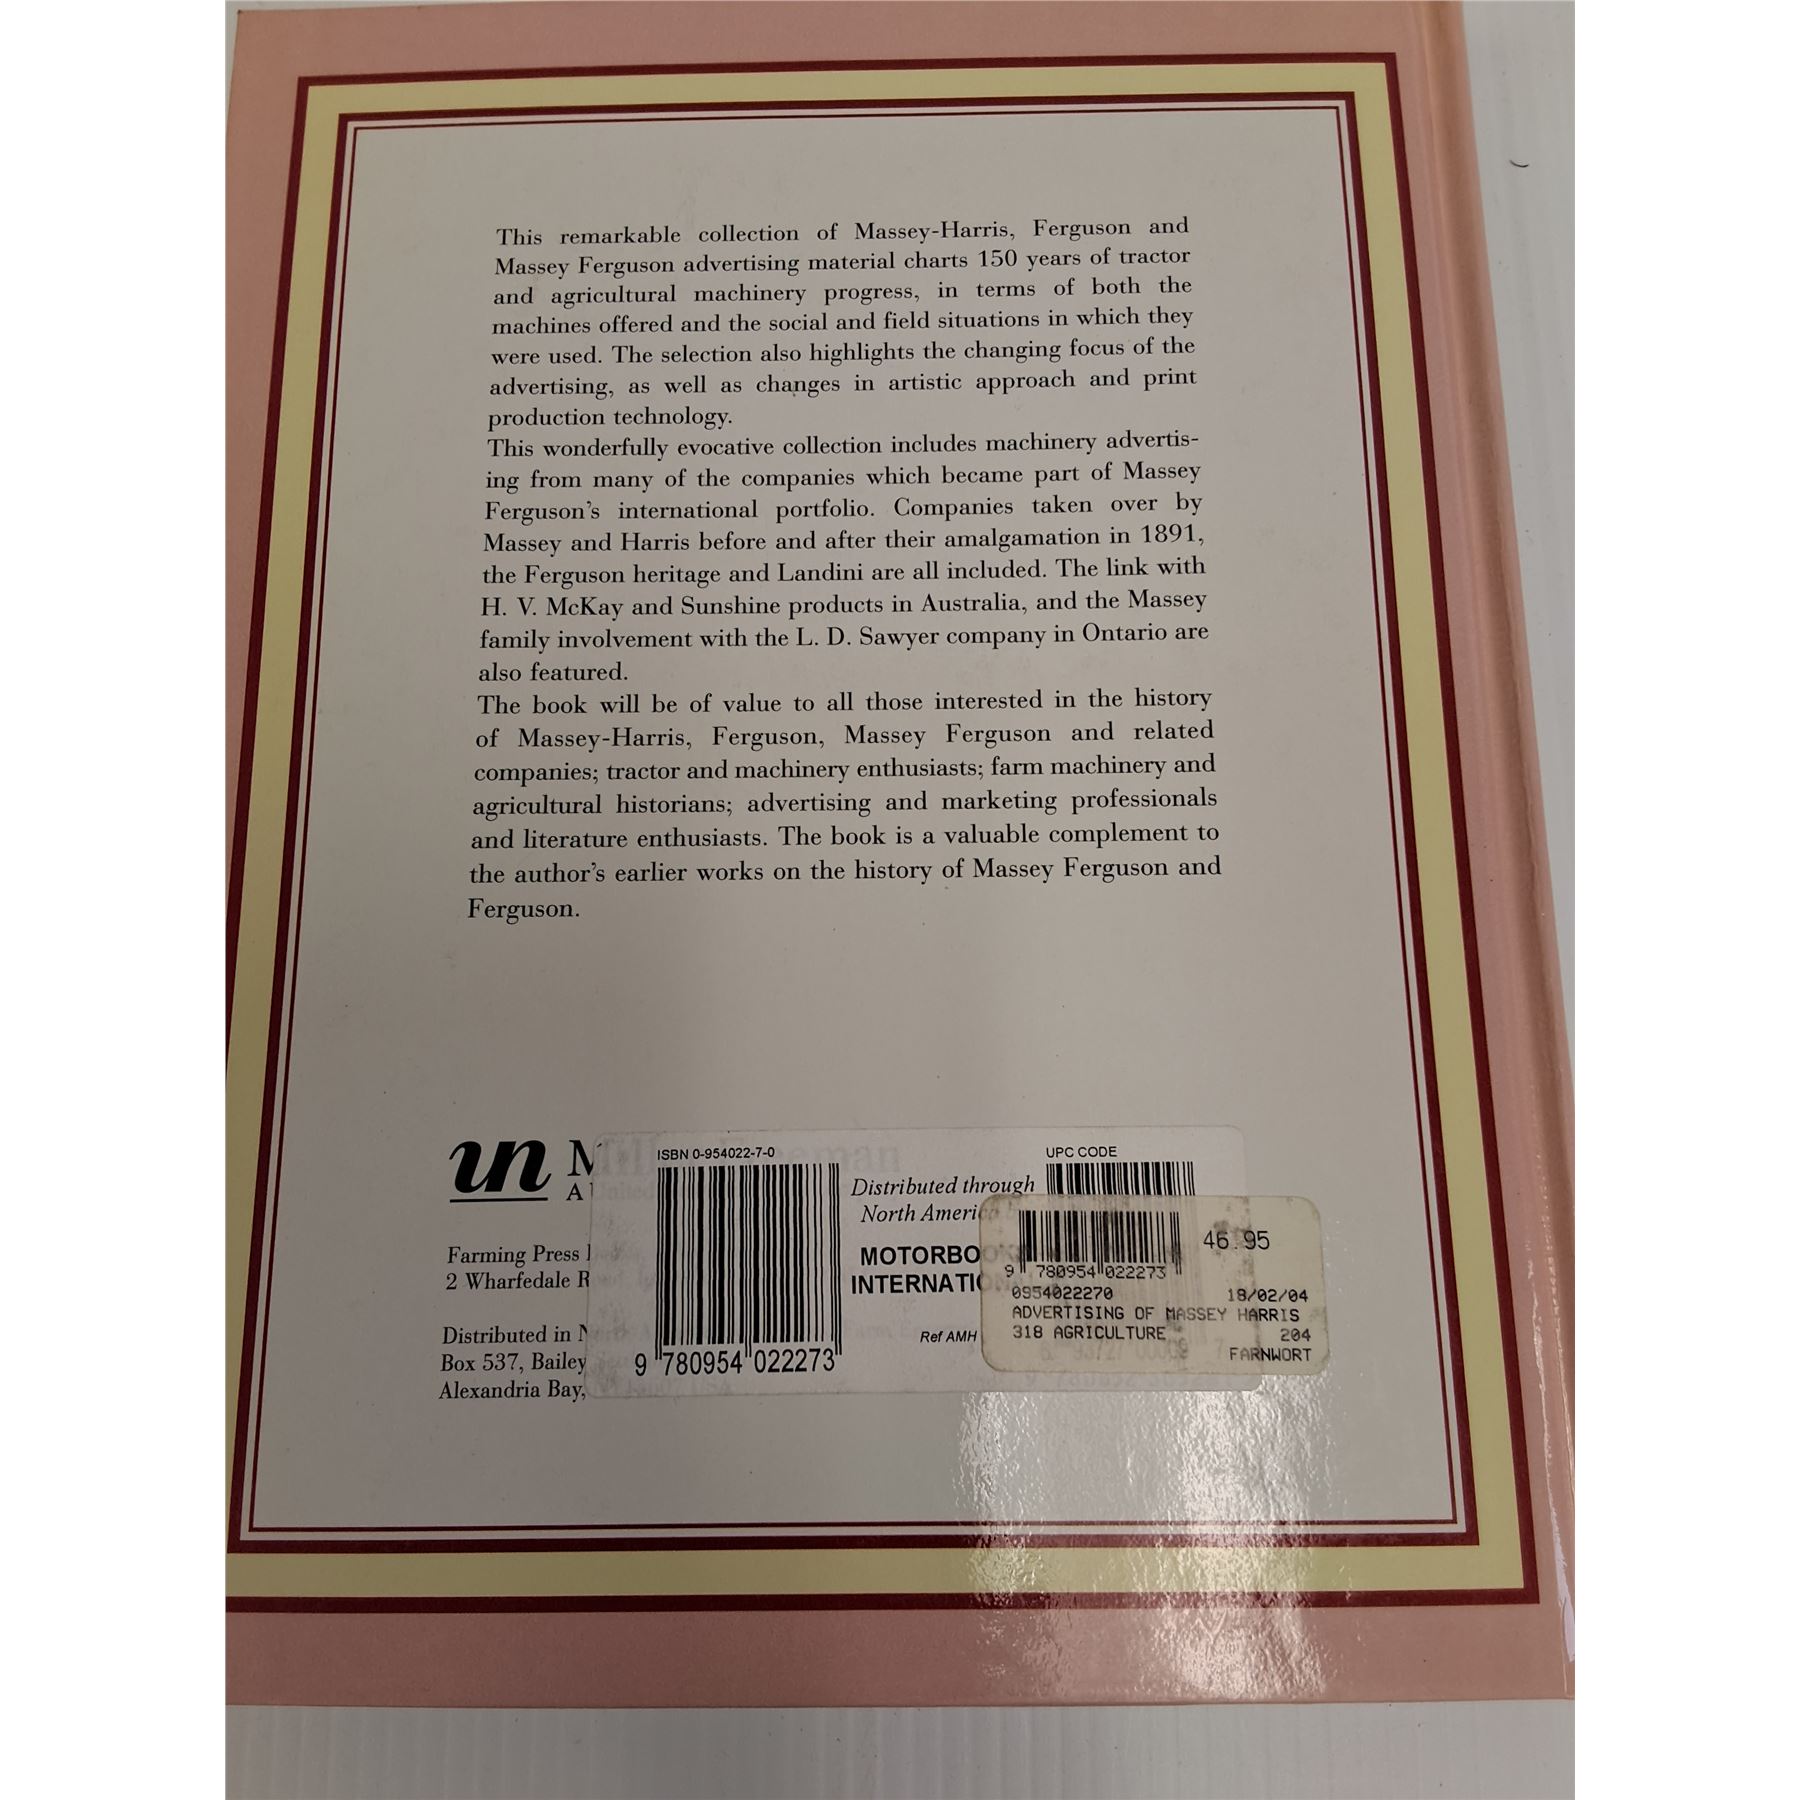 This remarkable collection of Massey-Harris, Ferguson and
Massey Ferguson advertising material charts 150 years of tractor
and agricultural machinery progress, in terms of both the
machines offered and the social and field situations in which they
were used. The selection also highlights the changing focus of the
advertising, as well as changes in artistic approach and print
production technology.
This wonderfully evocative collection includes machinery advertis-
ing from many of the companies which became part of Massey
Ferguson's international portfolio. Companies taken over by
Massey and Harris before and after their amalgamation in 1891,
the Ferguson heritage and Landini are all included. The link with
H. V. McKay and Sunshine products in Australia, and the Massey
family involvement with the L. D. Sawyer company in Ontario are
also featured.
The book will be of value to all those interested in the history
of Massey-Harris, Ferguson, Massey Ferguson and related
companies; tractor and machinery enthusiasts; farm machinery and
agricultural historians; advertising and marketing professionals
and literature enthusiasts. The book is a valuable complement to
the author's earlier works on the history of Massey Ferguson and
Ferguson.
un
Farming Press
2 Wharfedale R
Distributed in
Box 537, Bailey
Alexandria Bay,
ISBN 0-954022-7-0
9 780954 022273
Distributed through
North Ameri
MOTORBO
INTERNATI
Ref AMH
UPC CODE
46.95
9 780954 022273
0954022270 18/02/04
ADVERTISING OF MASSEY HARRIS
318 AGRICULTURE 204
FARNWORT